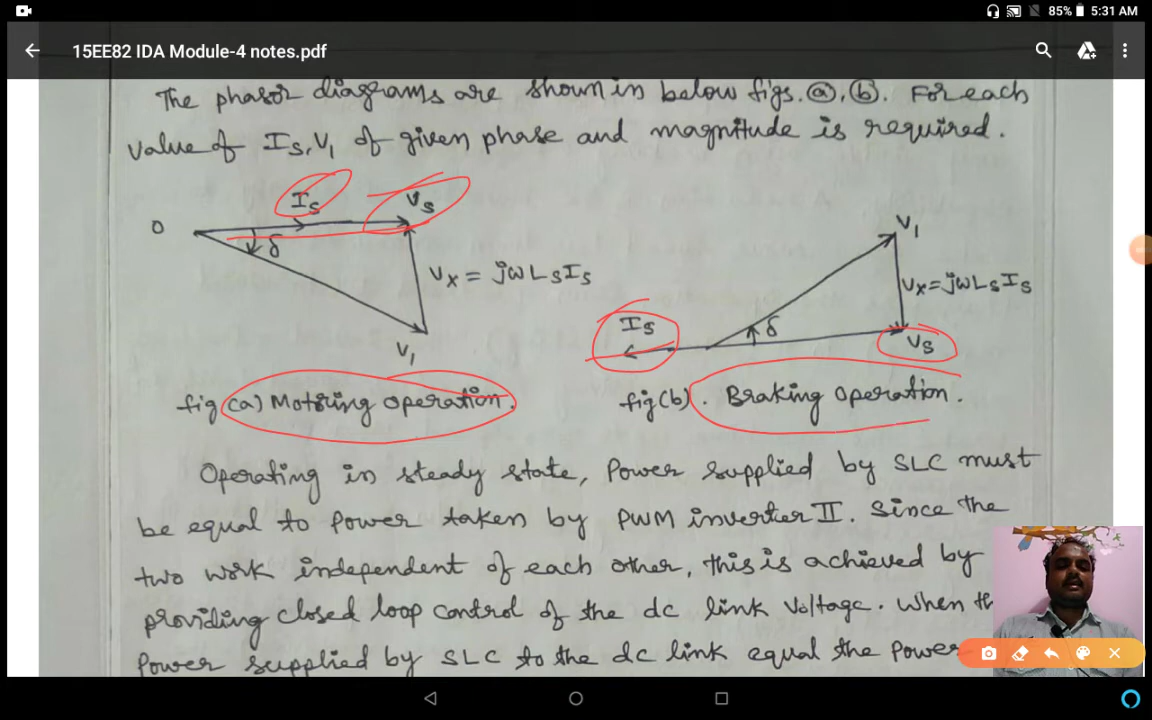 5:31 AM
85%
15EE82 IDA Module-4 notes.pdf
The phasor diagrams are shown in below figs. ⓐ, ⓑ. For each
value of Is, V1 of given phase and magnitude is required.
Is
Vs
O
δ
Vx = jωLsIs
V1
fig (a) Motoring operation.
V1
Vx=jωLsIs
Is
δ
Vs
fig(b). Braking operation.
Operating in steady state, Power supplied by SLC must
be equal to power taken by PWM inverter II. Since the
two work independent of each other, this is achieved by
providing closed loop control of the dc link voltage. When th
Power supplied by SLC to the dc link equal the power